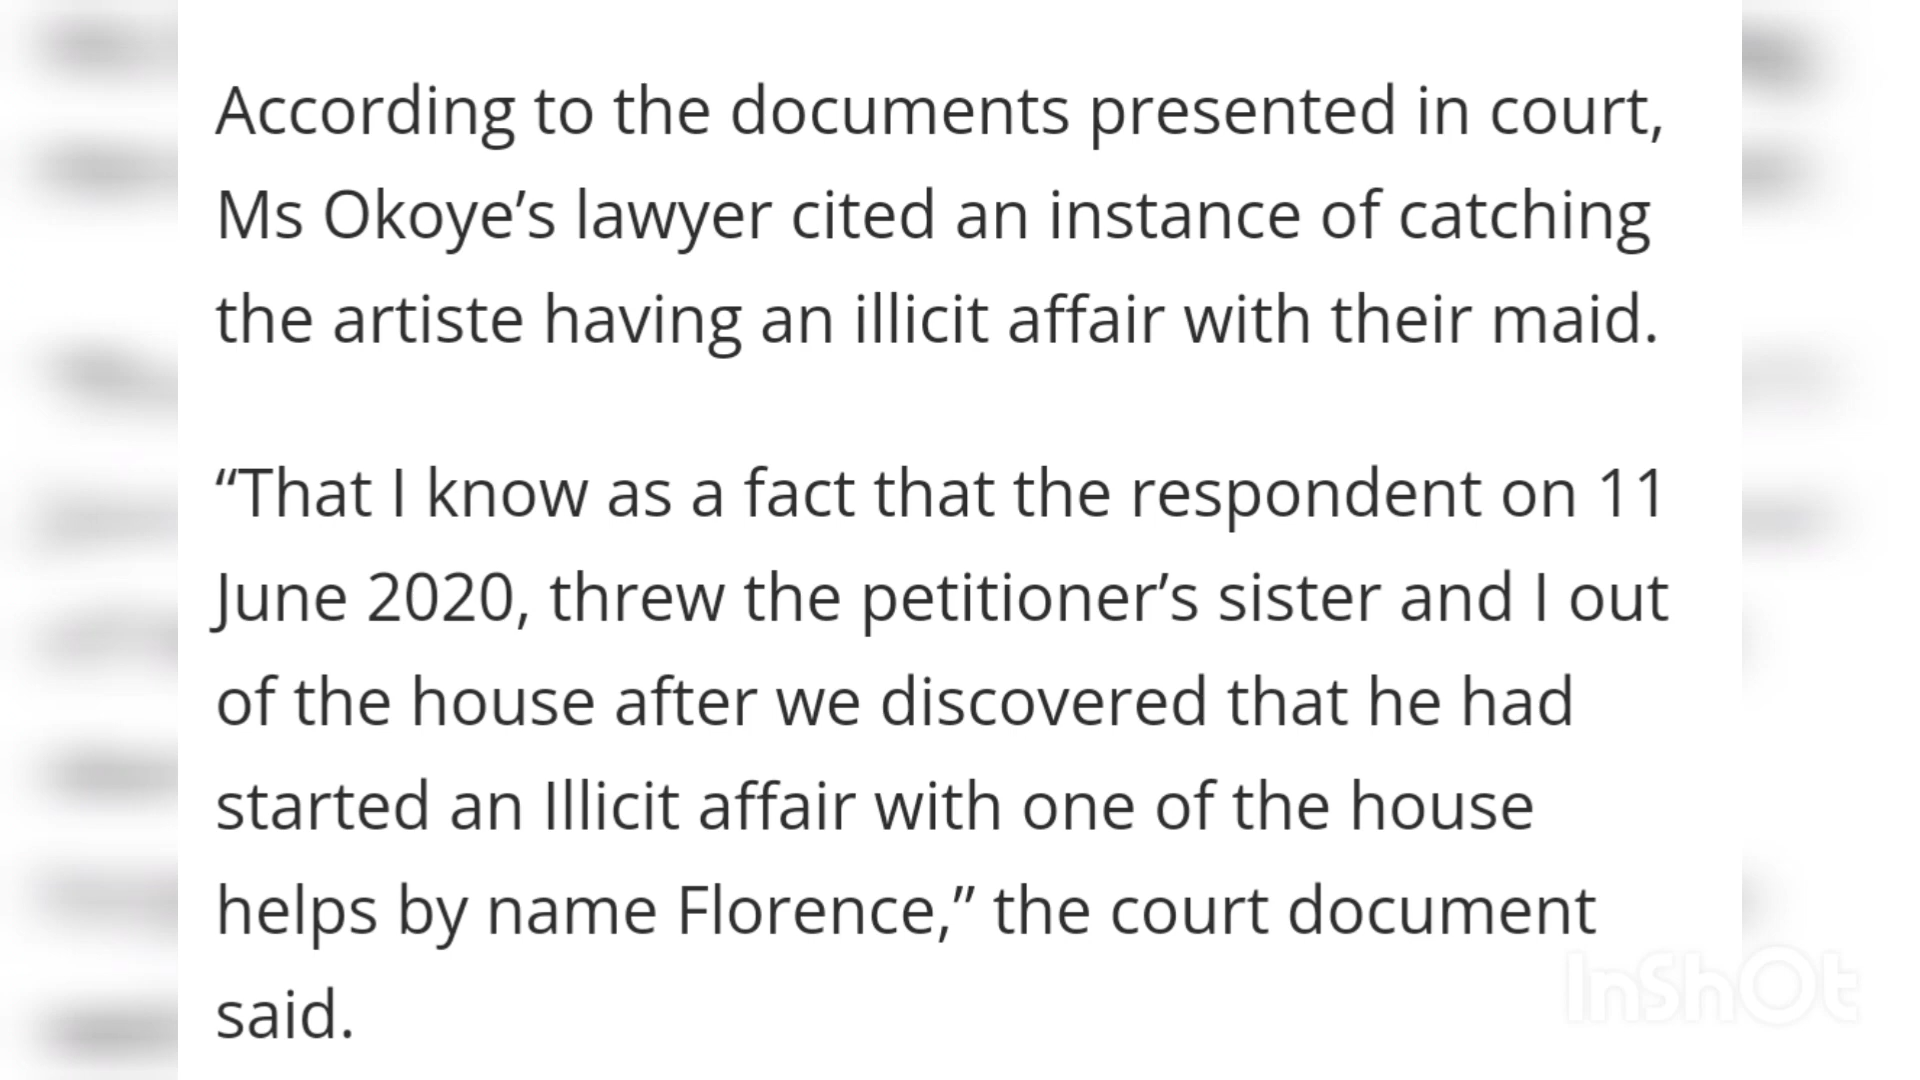 According to the documents presented in court,
Ms Okoye’s lawyer cited an instance of catching
the artiste having an illicit affair with their maid.
“That I know as a fact that the respondent on 11
June 2020, threw the petitioner’s sister and I out
of the house after we discovered that he had
started an Illicit affair with one of the house
helps by name Florence,” the court document
said.
InShOt